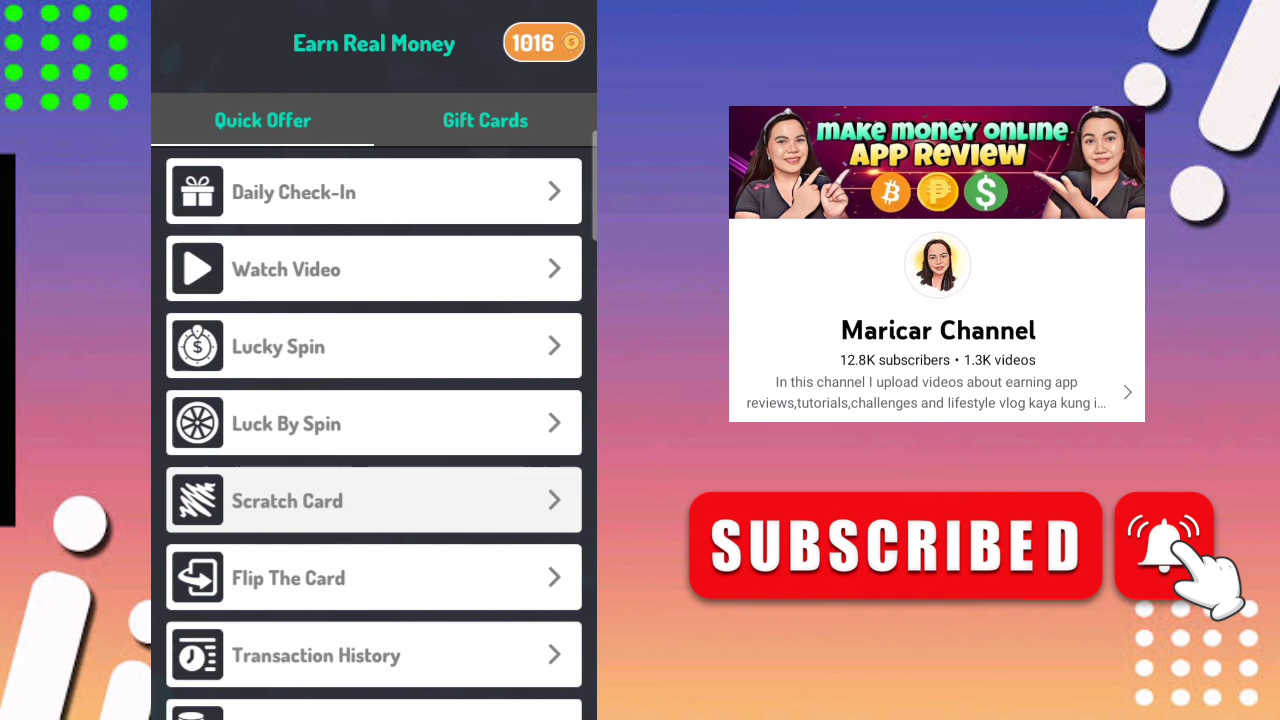 Earn Real Money
1016
Quick Offer
Gift Cards
Daily Check-In
Watch Video
Lucky Spin
Luck By Spin
Scratch Card
Flip The Card
Transaction History
MAKE MONEY ONLINE
APP REVIEW
Maricar Channel
12.8K subscribers • 1.3K videos
In this channel I upload videos about earning app
reviews,tutorials,challenges and lifestyle vlog kaya kung i...
SUBSCRIBED